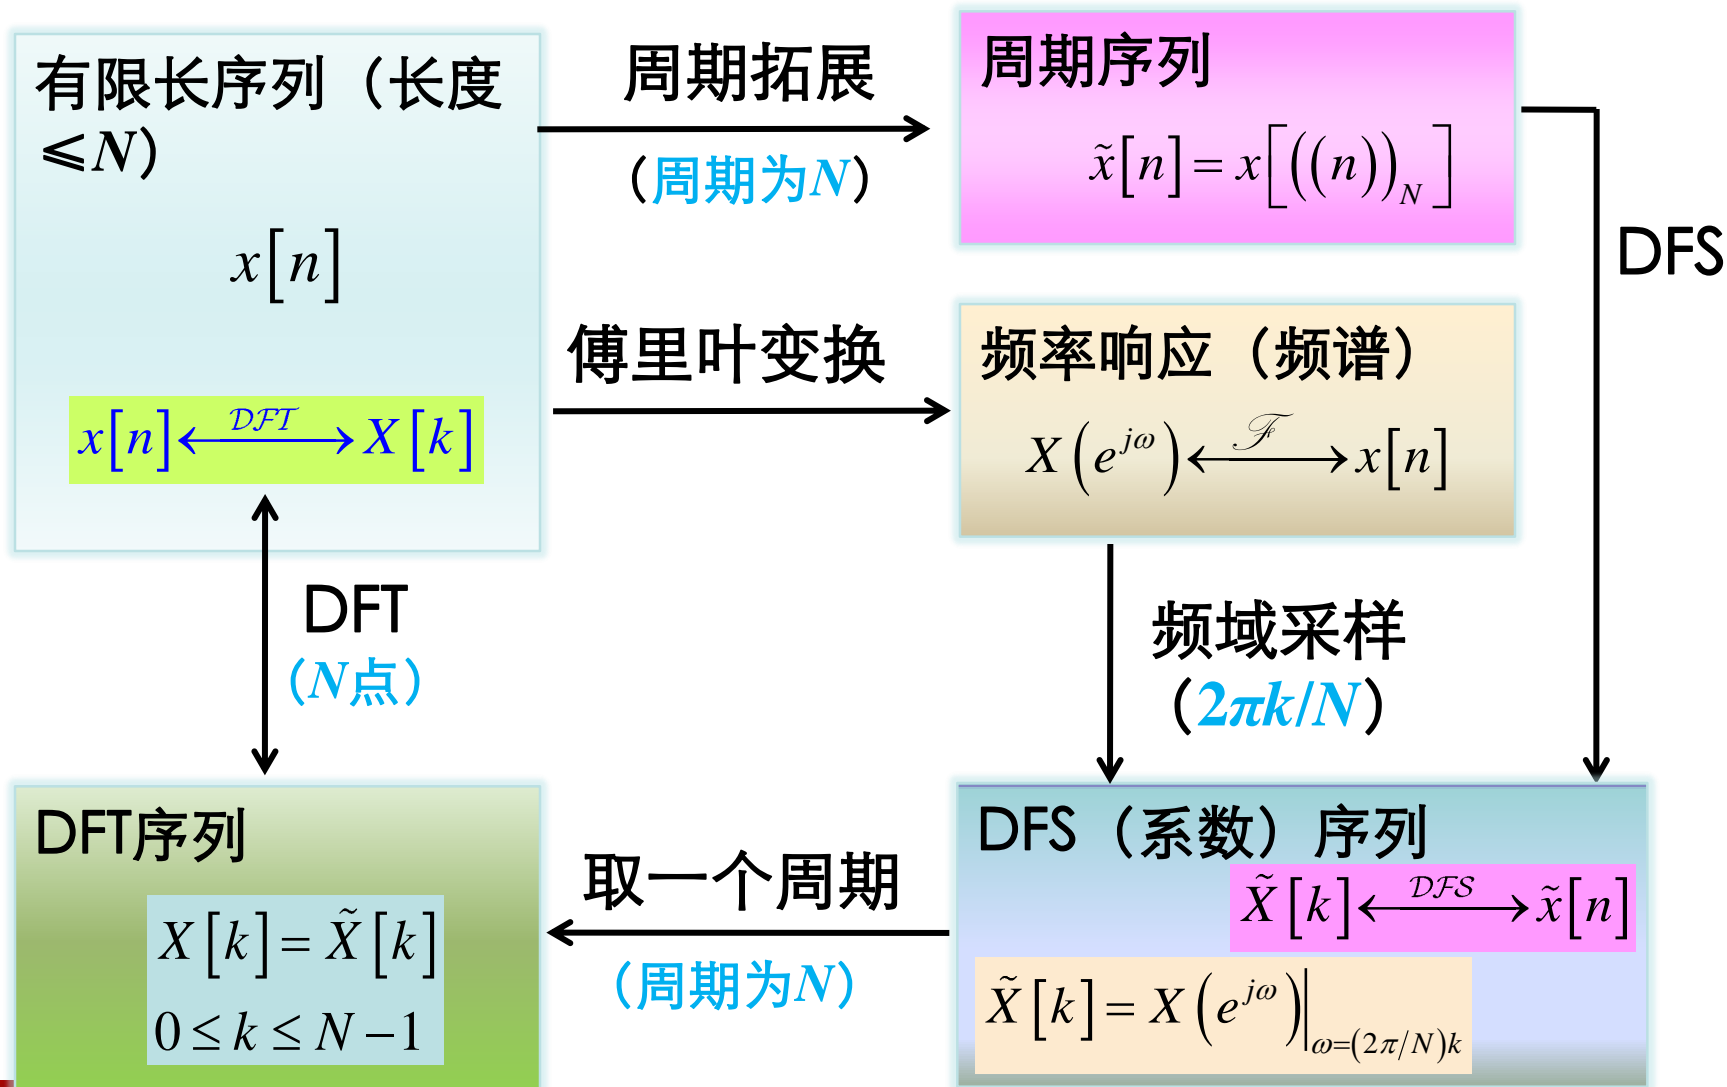 有限长序列（长度
≤N）
x[n]
x[n] ⟷ X[k]
DFT
周期拓展
（周期为N）
周期序列
x̃[n] = x[((n))_N]
DFS
傅里叶变换
频率响应（频谱）
X(e^{jω}) ⟷ x[n]
ℱ
DFT
（N点）
频域采样
（2πk/N）
DFT序列
X[k] = X̃[k]
0 ≤ k ≤ N − 1
取一个周期
（周期为N）
DFS（系数）序列
X̃[k] ⟷ x̃[n]
DFS
X̃[k] = X(e^{jω})|_{ω=(2π/N)k}